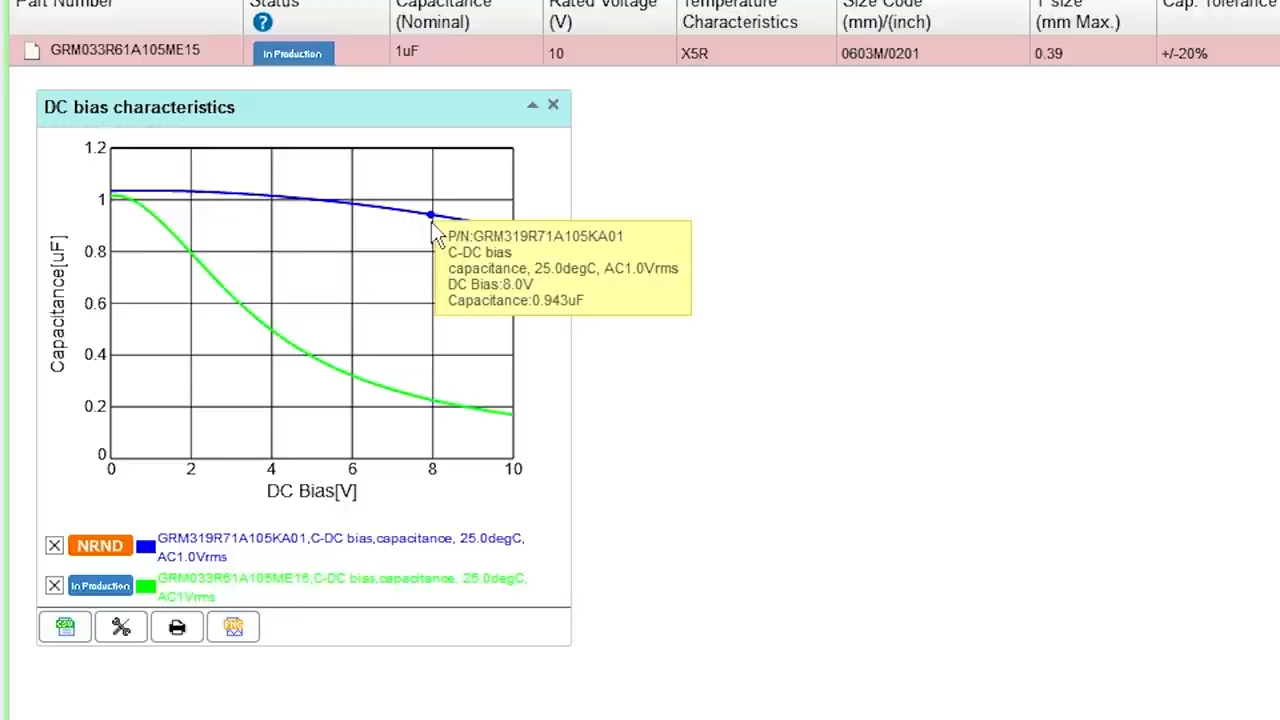 Part Number Status Capacitance Rated Voltage Temperature Size Code T size Cap. Tolerance
? (Nominal) (V) Characteristics (mm)/(inch) (mm Max.)
GRM033R61A105ME15 In Production 1uF 10 X5R 0603M/0201 0.39 +/-20%
DC bias characteristics
1.2
1
0.8
0.6
0.4
0.2
0
Capacitance[uF]
P/N:GRM319R71A105KA01
C-DC bias
capacitance, 25.0degC, AC1.0Vrms
DC Bias:8.0V
Capacitance:0.943uF
0 2 4 6 8 10
DC Bias[V]
NRND GRM319R71A105KA01,C-DC bias,capacitance, 25.0degC,
AC1.0Vrms
In Production GRM033R61A105ME15,C-DC bias,capacitance, 25.0degC,
AC1Vrms
CSV PNG